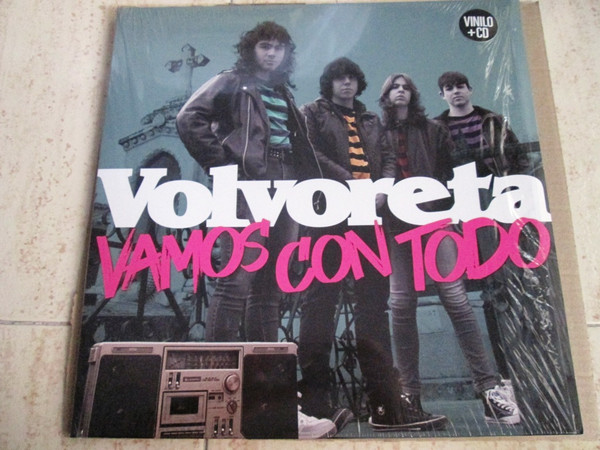 VINILO
+CD
Volvoreta
VAMOS CON TODO